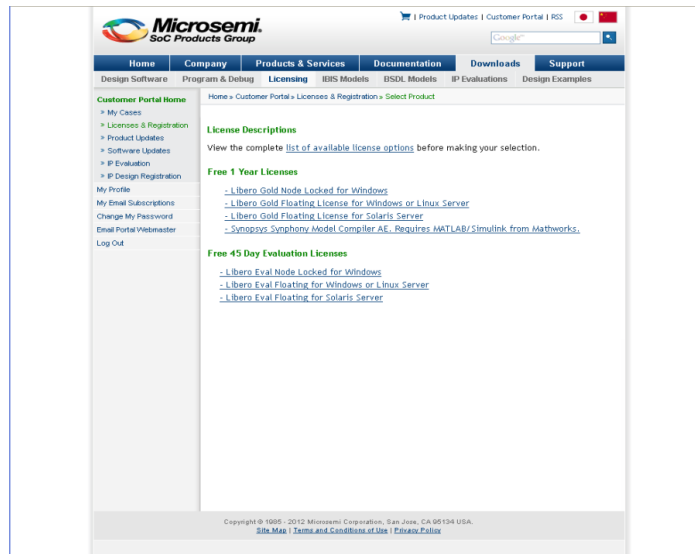 Microsemi.
SoC Products Group
| Product Updates | Customer Portal | RSS
Google
Home Company Products & Services Documentation Downloads Support
Design Software Program & Debug Licensing IBIS Models BSDL Models IP Evaluations Design Examples
Customer Portal Home
» My Cases
» Licenses & Registration
» Product Updates
» Software Updates
» IP Evaluation
» IP Design Registration
My Profile
My Email Subscriptions
Change My Password
Email Portal Webmaster
Log Out
Home » Customer Portal » Licenses & Registration » Select Product
License Descriptions
View the complete list of available license options before making your selection.
Free 1 Year Licenses
- Libero Gold Node Locked for Windows
- Libero Gold Floating License for Windows or Linux Server
- Libero Gold Floating License for Solaris Server
- Synopsys Synphony Model Compiler AE. Requires MATLAB/Simulink from Mathworks.
Free 45 Day Evaluation Licenses
- Libero Eval Node Locked for Windows
- Libero Eval Floating for Windows or Linux Server
- Libero Eval Floating for Solaris Server
Copyright © 1985 - 2012 Microsemi Corporation, San Jose, CA 95134 USA.
Site Map | Terms and Conditions of Use | Privacy Policy